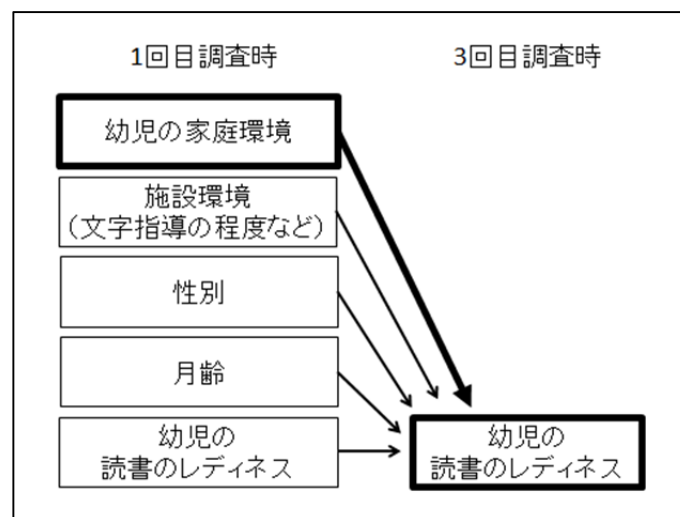 1回目調査時
3回目調査時
幼児の家庭環境
施設環境
（文字指導の程度など）
性別
月齢
幼児の
読書のレディネス
幼児の
読書のレディネス